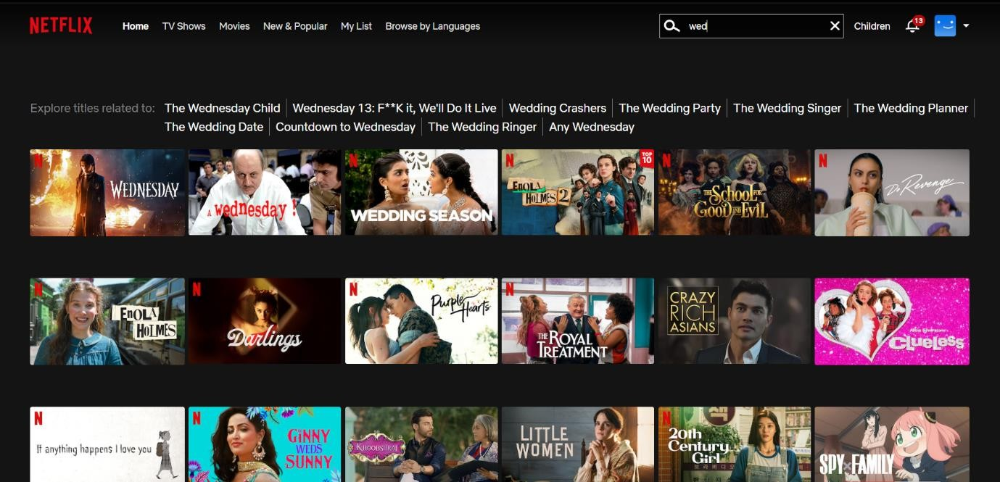 NETFLIX Home TV Shows Movies New & Popular My List Browse by Languages wed Children 13
Explore titles related to: The Wednesday Child Wednesday 13: F**K it, We'll Do It Live Wedding Crashers The Wedding Party The Wedding Singer The Wedding Planner
The Wedding Date Countdown to Wednesday The Wedding Ringer Any Wednesday
N WEDNESDAY
A wednesday !
N WEDDING SEASON
N ENOLA
HOLMES 2
TOP
10
N THE SCHOOL FOR
GOOD AND EVIL
N Do Revenge
N ENOLA
HOLMES
N Darlings
N Purple
Hearts
N THE ROYAL
TREATMENT
CRAZY
RICH
ASIANS
Alicia Silverstone's
CLUELESS
N
If anything happens I love you
N GINNY
WEDS
SUNNY
KHOOBSURAT
LITTLE
WOMEN
N 20th
Century
Girl
SPY×FAMILY